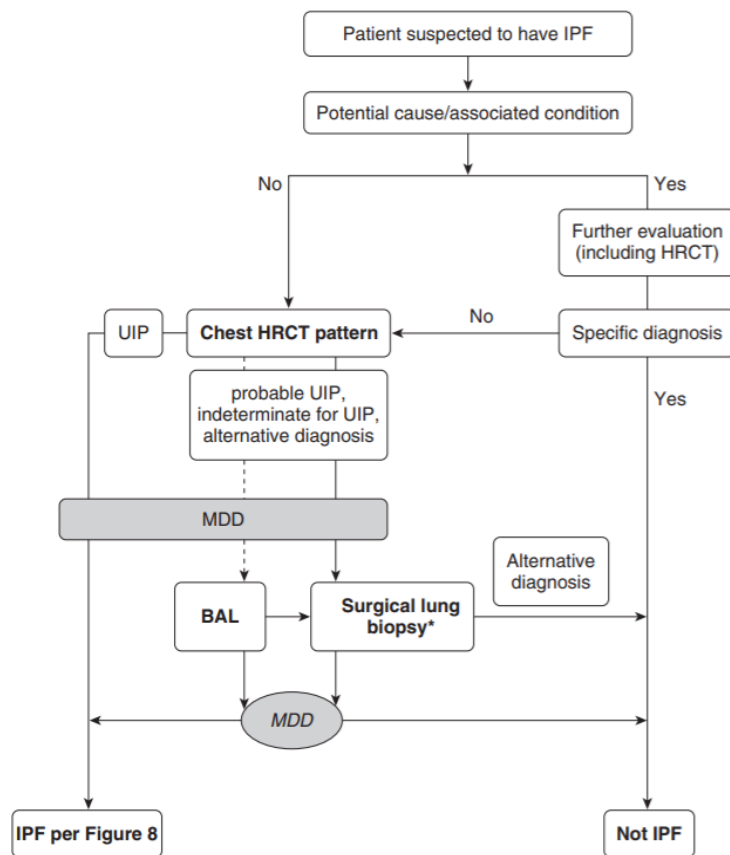 Patient suspected to have IPF
Potential cause/associated condition
No
Yes
Further evaluation
(including HRCT)
UIP
Chest HRCT pattern
No
Specific diagnosis
probable UIP,
indeterminate for UIP,
alternative diagnosis
Yes
MDD
Alternative
diagnosis
BAL
Surgical lung
biopsy*
MDD
IPF per Figure 8
Not IPF